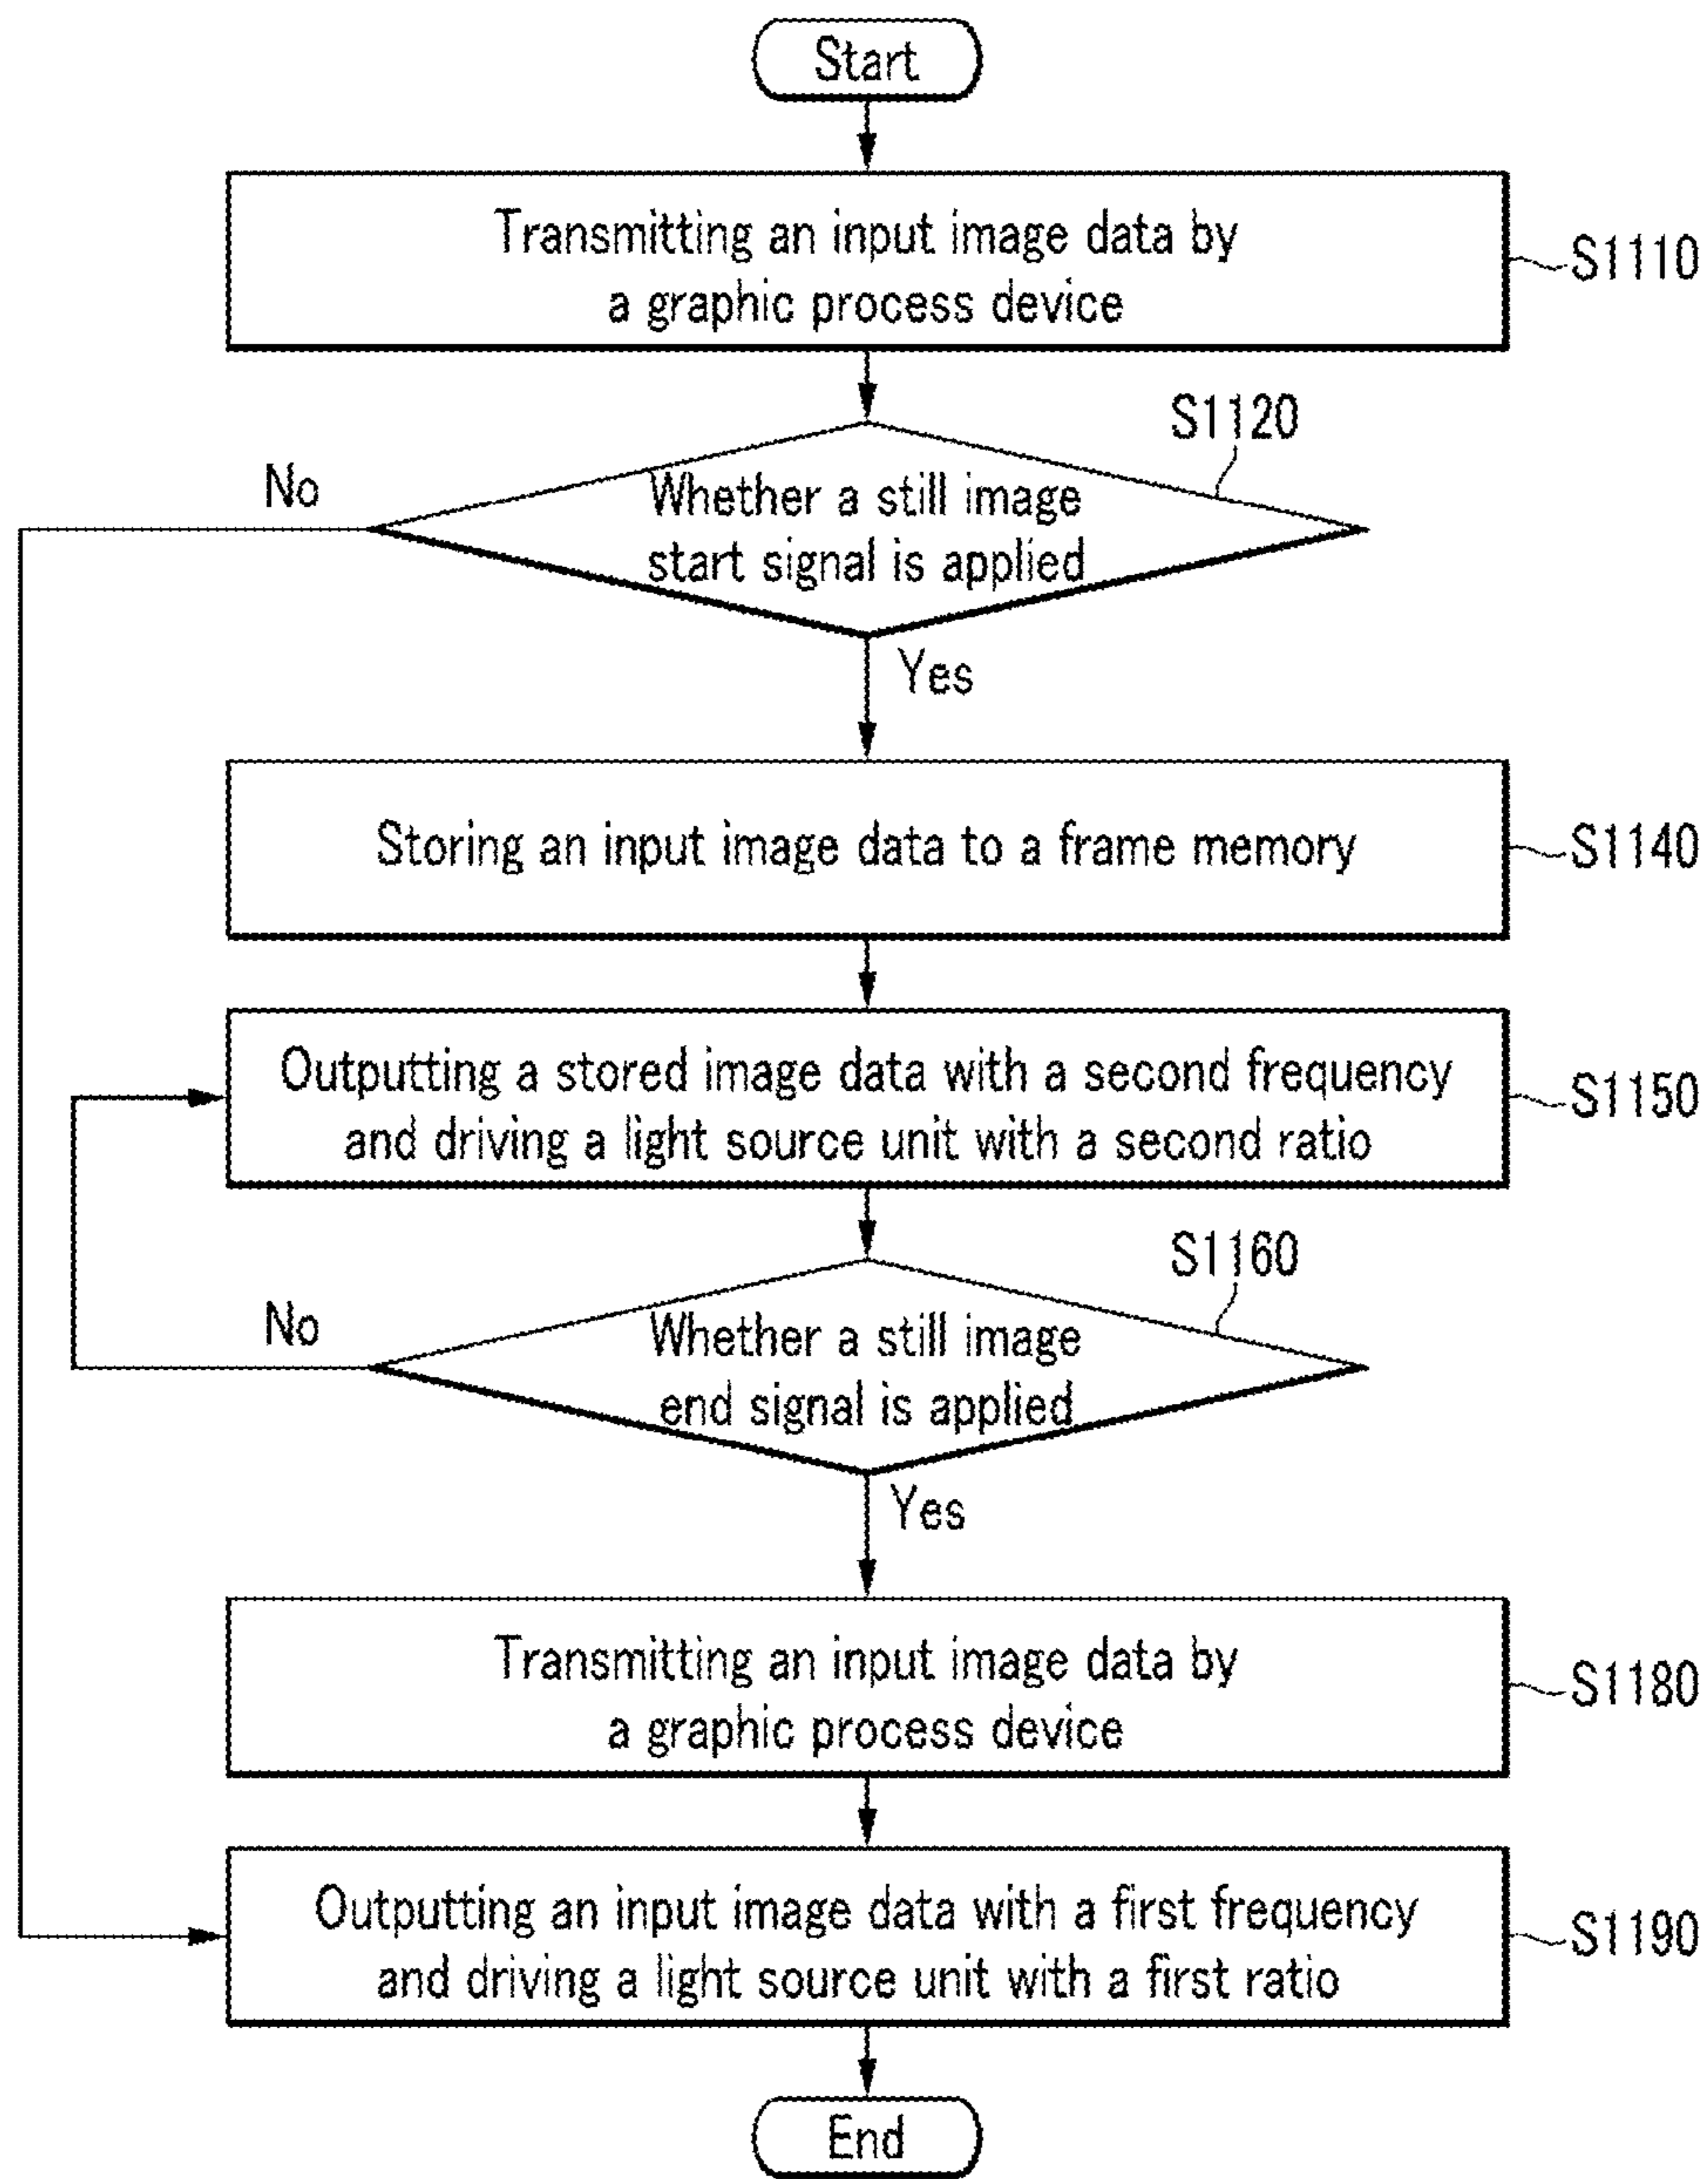 Start
Transmitting an input image data by
a graphic process device
S1110
S1120
No
Whether a still image
start signal is applied
Yes
Storing an input image data to a frame memory
S1140
Outputting a stored image data with a second frequency
and driving a light source unit with a second ratio
S1150
S1160
No
Whether a still image
end signal is applied
Yes
Transmitting an input image data by
a graphic process device
S1180
Outputting an input image data with a first frequency
and driving a light source unit with a first ratio
S1190
End